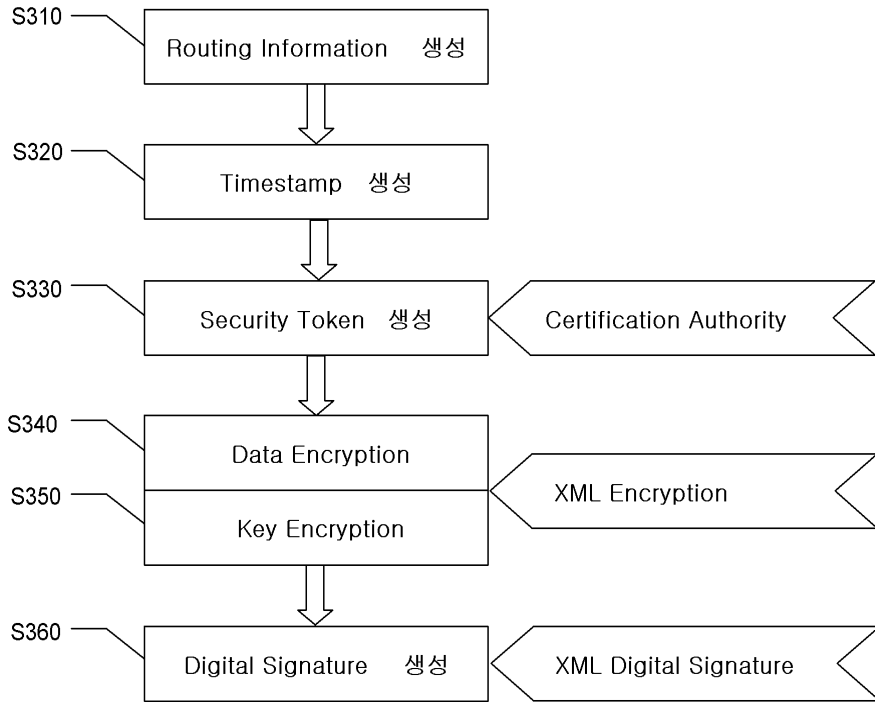 S310
Routing Information 생성
S320
Timestamp 생성
S330
Security Token 생성
Certification Authority
S340
Data Encryption
S350
XML Encryption
Key Encryption
S360
Digital Signature 생성
XML Digital Signature